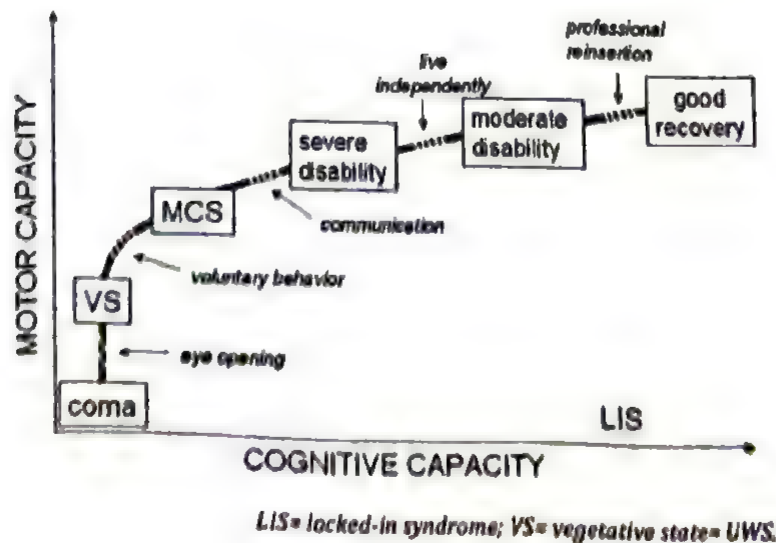 professional
reinsertion
live
independently
good
recovery
moderate
disability
severe
disability
MCS
communication
voluntary behavior
VS
eye opening
coma
LIS
MOTOR CAPACITY
COGNITIVE CAPACITY
LIS= locked-in syndrome; VS= vegetative state= UWS.